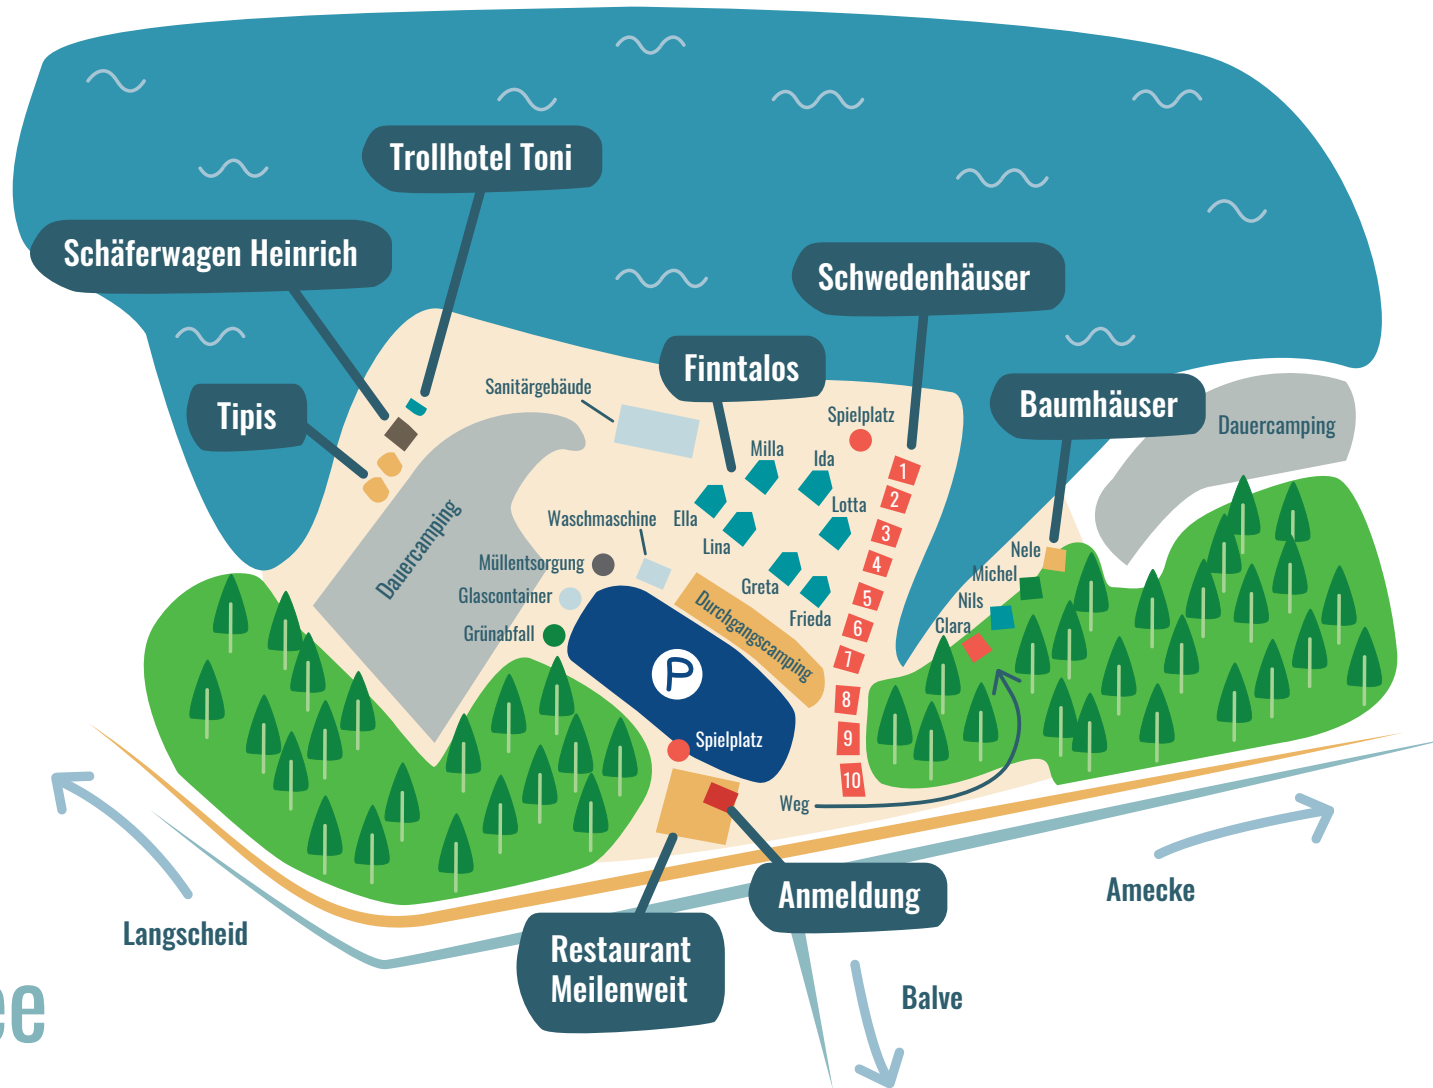 Trollhotel Toni
Schäferwagen Heinrich
Schwedenhäuser
Finntalos
Sanitärgebäude
Tipis
Baumhäuser
Spielplatz
Dauercamping
Milla
Ida
1
2
Lotta
Ella
Waschmaschine
Lina
3
Dauercamping
Nele
Müllentsorgung
4
Michel
Greta
Glascontainer
5
Nils
Durchgangscamping
Frieda
Clara
Grünabfall
6
7
P
8
Spielplatz
9
10
Weg
Anmeldung
Amecke
Langscheid
Restaurant
Meilenweit
Balve
ee